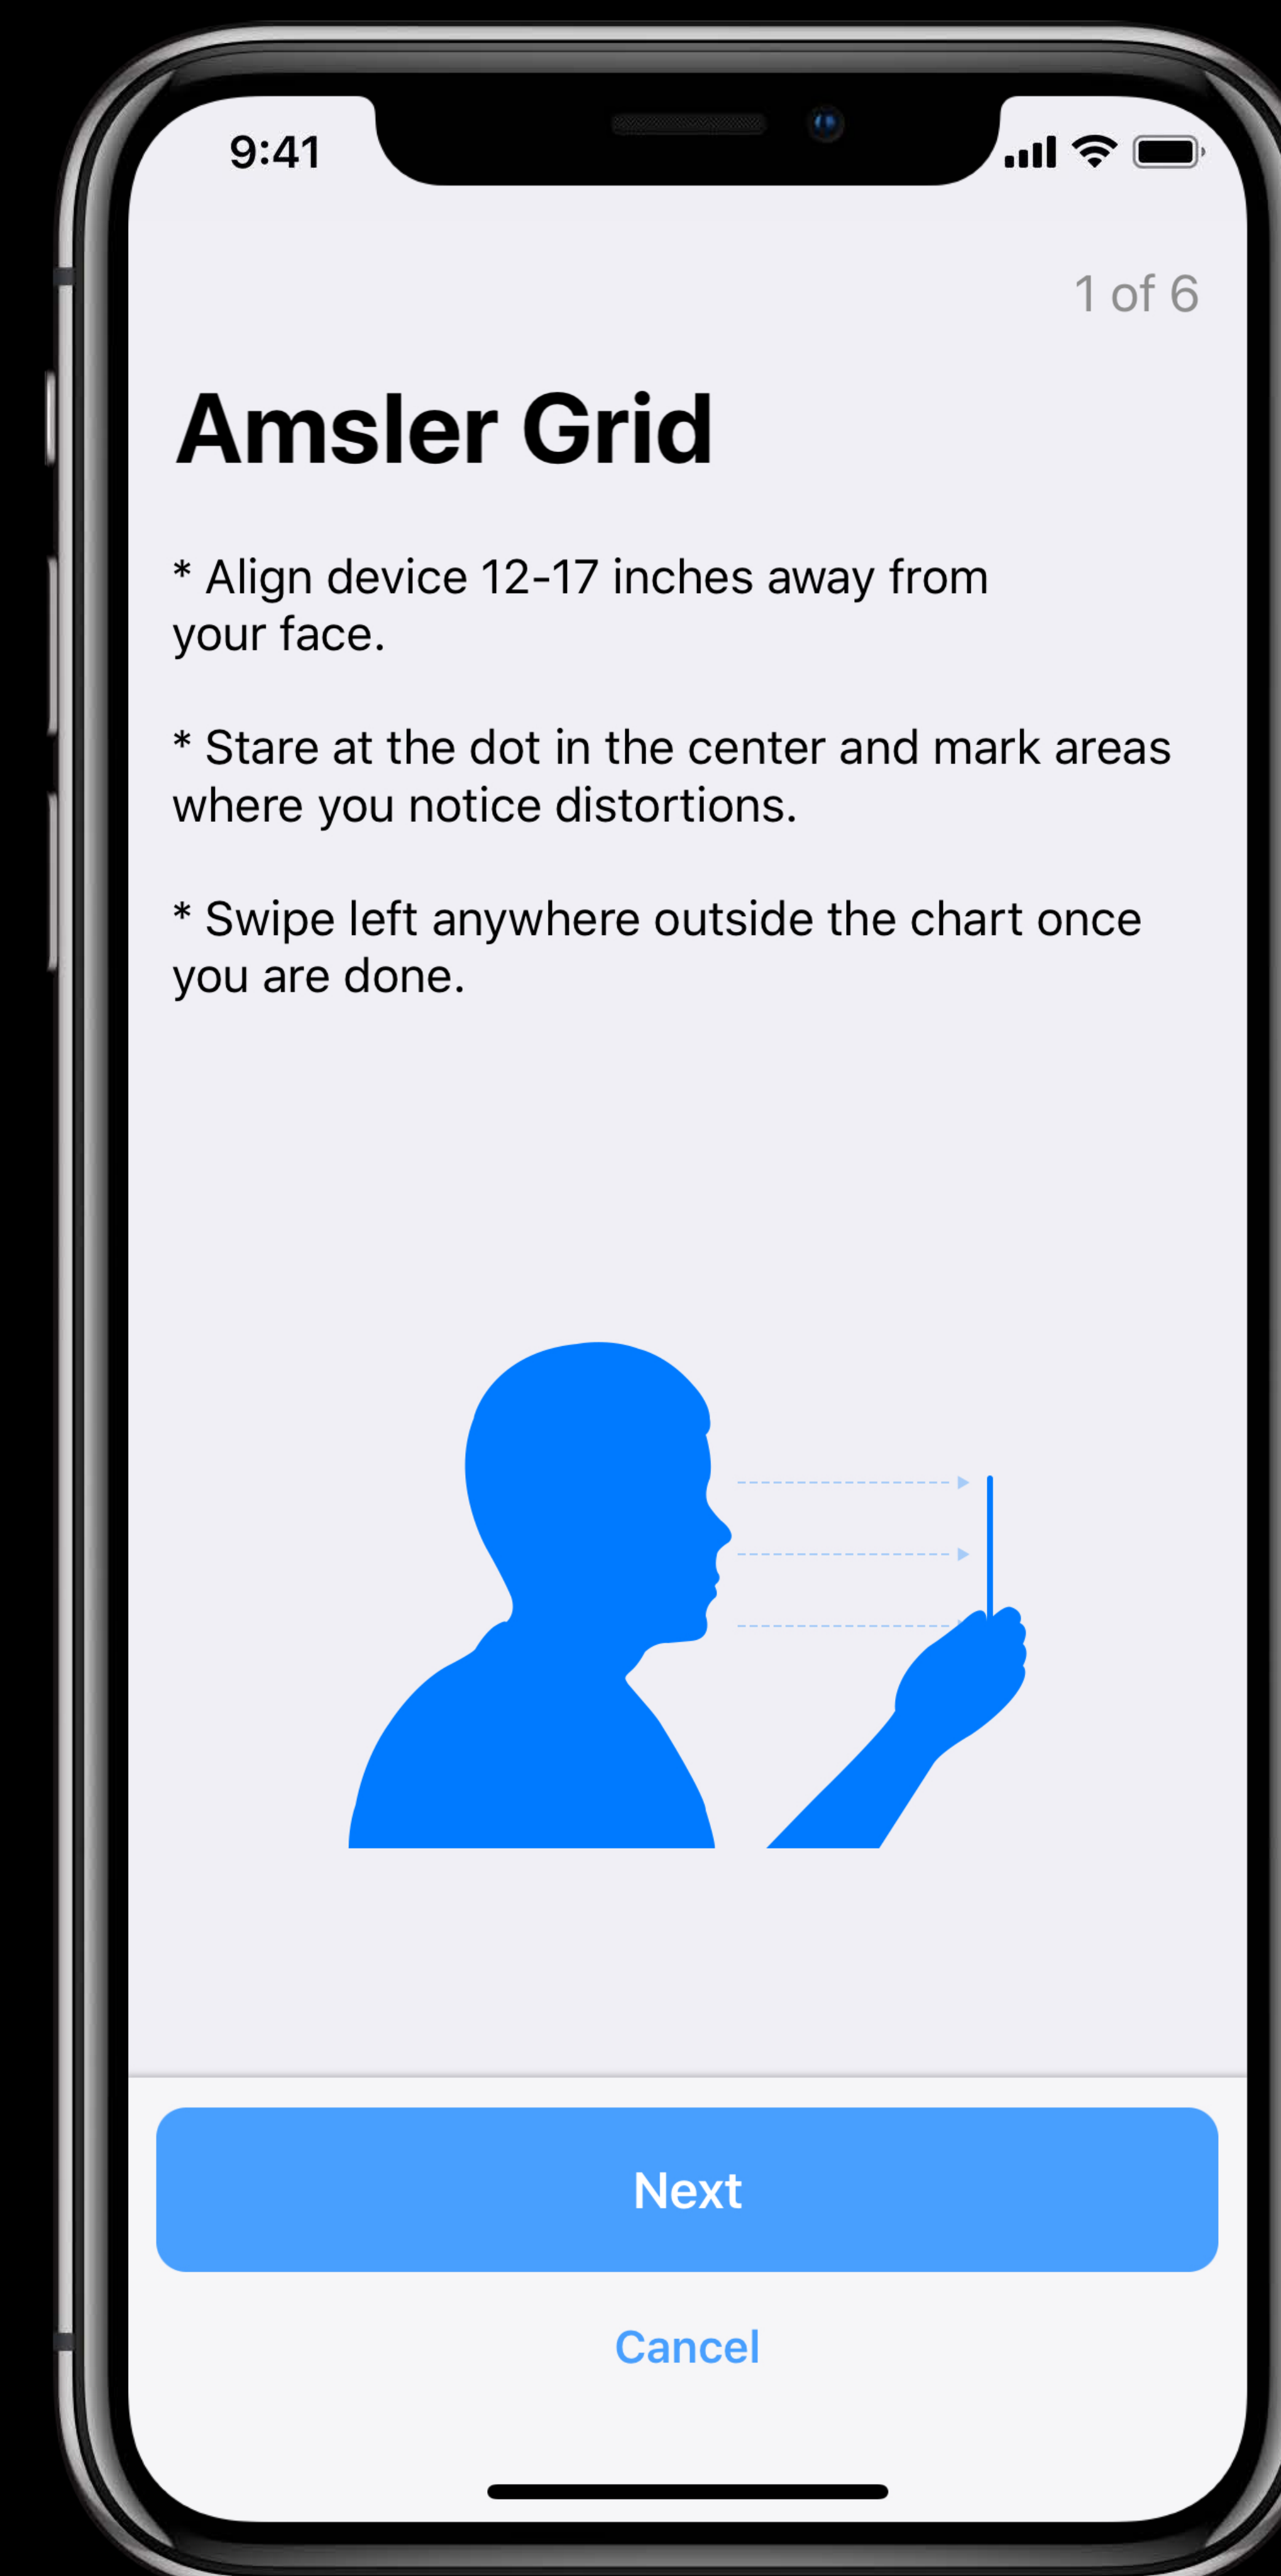 9:41
1 of 6
Amsler Grid
* Align device 12-17 inches away from
your face.
* Stare at the dot in the center and mark areas
where you notice distortions.
* Swipe left anywhere outside the chart once
you are done.
Next
Cancel